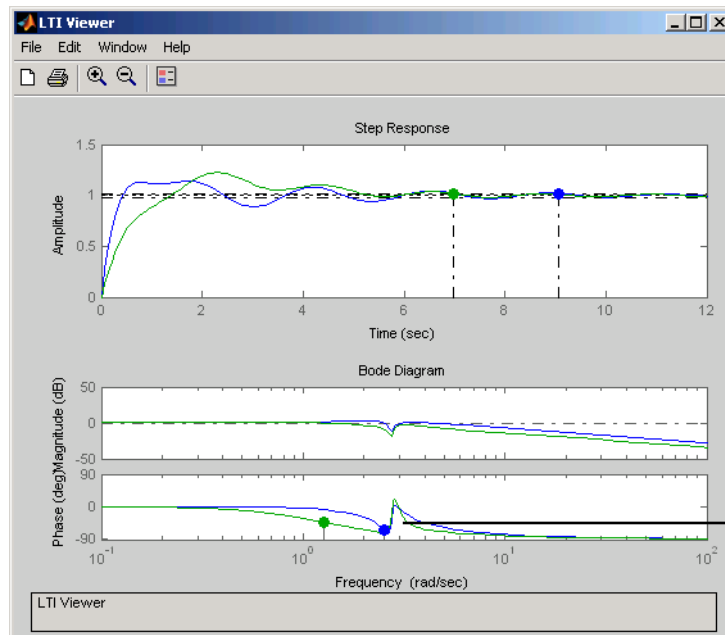 LTI Viewer
File Edit Window Help
Step Response
Amplitude
1.5
1
0.5
0
0 2 4 6 8 10 12
Time (sec)
Bode Diagram
Magnitude (dB)
50
0
-50
Phase (deg)
90
0
-90
10^-1 10^0 10^1 10^2
Frequency (rad/sec)
LTI Viewer